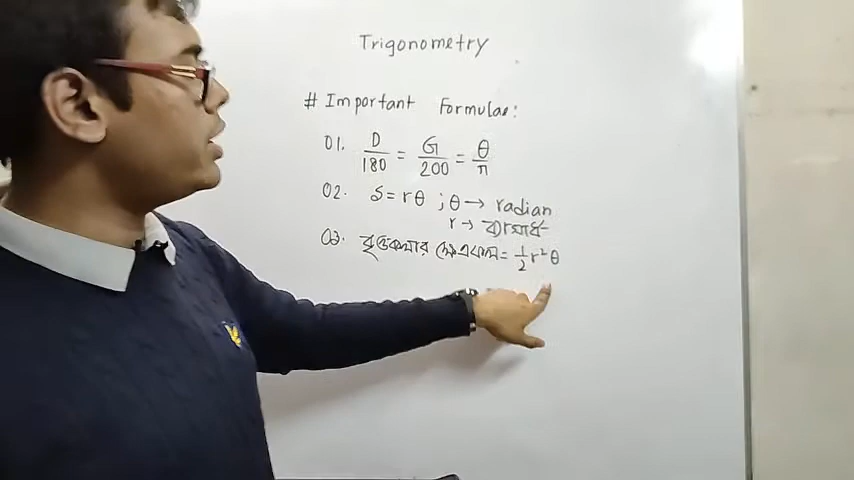 Trigonometry
# Important Formulae:
01. D/180 = G/200 = θ/π
02. S = rθ ; θ → radian
r → ব্যাসার্ধ
03. বৃত্তকলার ক্ষেত্রফল = 1/2 r²θ